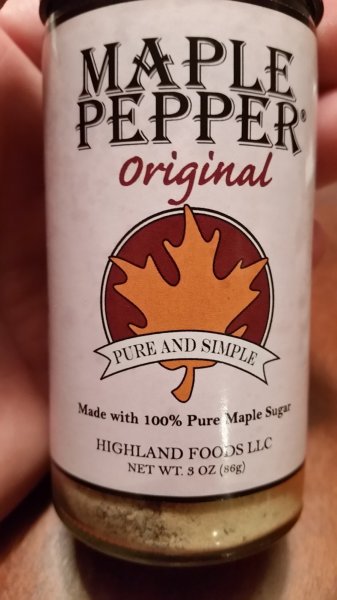 MAPLE
PEPPER®
Original
PURE AND SIMPLE
Made with 100% Pure Maple Sugar
HIGHLAND FOODS LLC
NET WT. 3 OZ (86g)